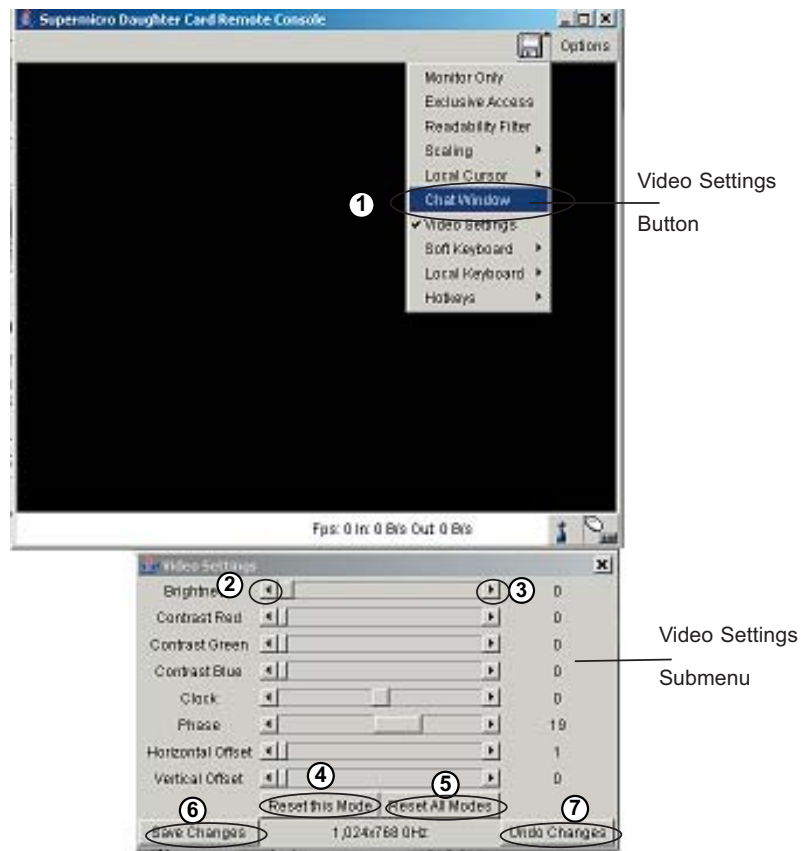 Supermicro Daughter Card Remote Console
Options
Monitor Only
Exclusive Access
Readability Filter
Scaling
Local Cursor
1
Chat Window
Video Settings
Button
Video Settings
Soft Keyboard
Local Keyboard
Hotkeys
Fps: 0 In: 0 B/s Out: 0 B/s
Video Settings
2
3
0
Contrast Red 0
Contrast Green 0
Contrast Blue 0
Video Settings
Submenu
Clock 0
Phase 19
Horizontal Offset 1
Vertical Offset 0
4
5
Reset this Mode Reset All Modes
6
7
Save Changes 1,024x768 0Hz Undo Changes